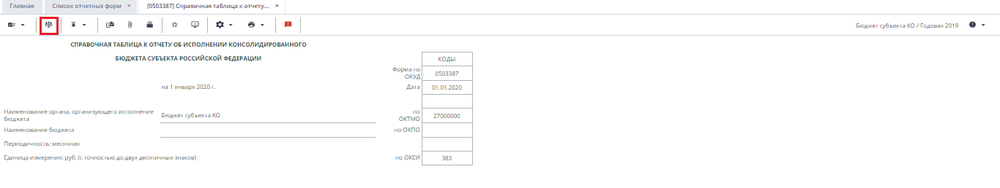 Главная
Список отчетных форм ×
[0503387] Справочная таблица к отчету... ×
Бюджет субъекта КО / Годовая 2019
СПРАВОЧНАЯ ТАБЛИЦА К ОТЧЕТУ ОБ ИСПОЛНЕНИИ КОНСОЛИДИРОВАННОГО
БЮДЖЕТА СУБЪЕКТА РОССИЙСКОЙ ФЕДЕРАЦИИ
КОДЫ
Форма по
ОКУД
0503387
на 1 января 2020 г.
Дата
01.01.2020
Наименование органа, организующего исполнение
бюджета
Бюджет субъекта КО
по
ОКТМО
27000000
Наименование бюджета
по ОКПО
Периодичность: месячная
Единица измерения: руб. (с точностью до двух десятичных знаков)
по ОКЕИ
383